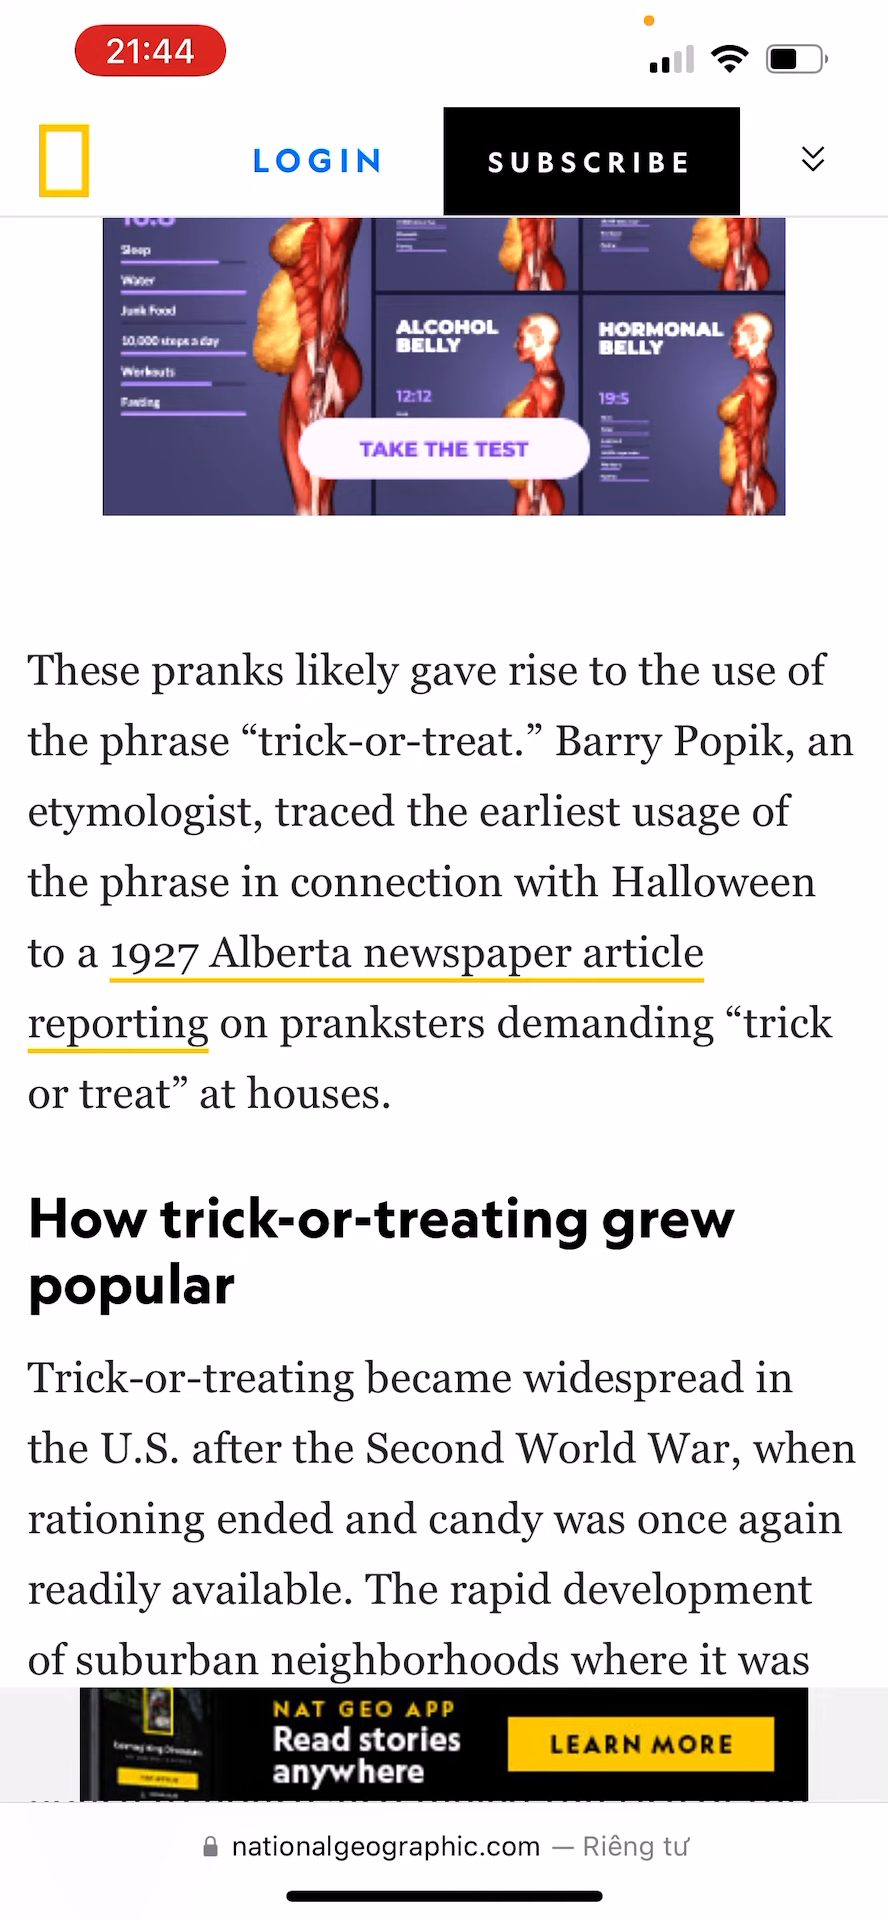 21:44
LOGIN
SUBSCRIBE
Sleep
Water
Junk Food
10,000 steps a day
Workouts
Fasting
ALCOHOL
BELLY
12:12
HORMONAL
BELLY
19:5
TAKE THE TEST
These pranks likely gave rise to the use of
the phrase “trick-or-treat.” Barry Popik, an
etymologist, traced the earliest usage of
the phrase in connection with Halloween
to a 1927 Alberta newspaper article
reporting on pranksters demanding “trick
or treat” at houses.
How trick-or-treating grew
popular
Trick-or-treating became widespread in
the U.S. after the Second World War, when
rationing ended and candy was once again
readily available. The rapid development
of suburban neighborhoods where it was
NAT GEO APP
Read stories
anywhere
LEARN MORE
nationalgeographic.com — Riêng tư